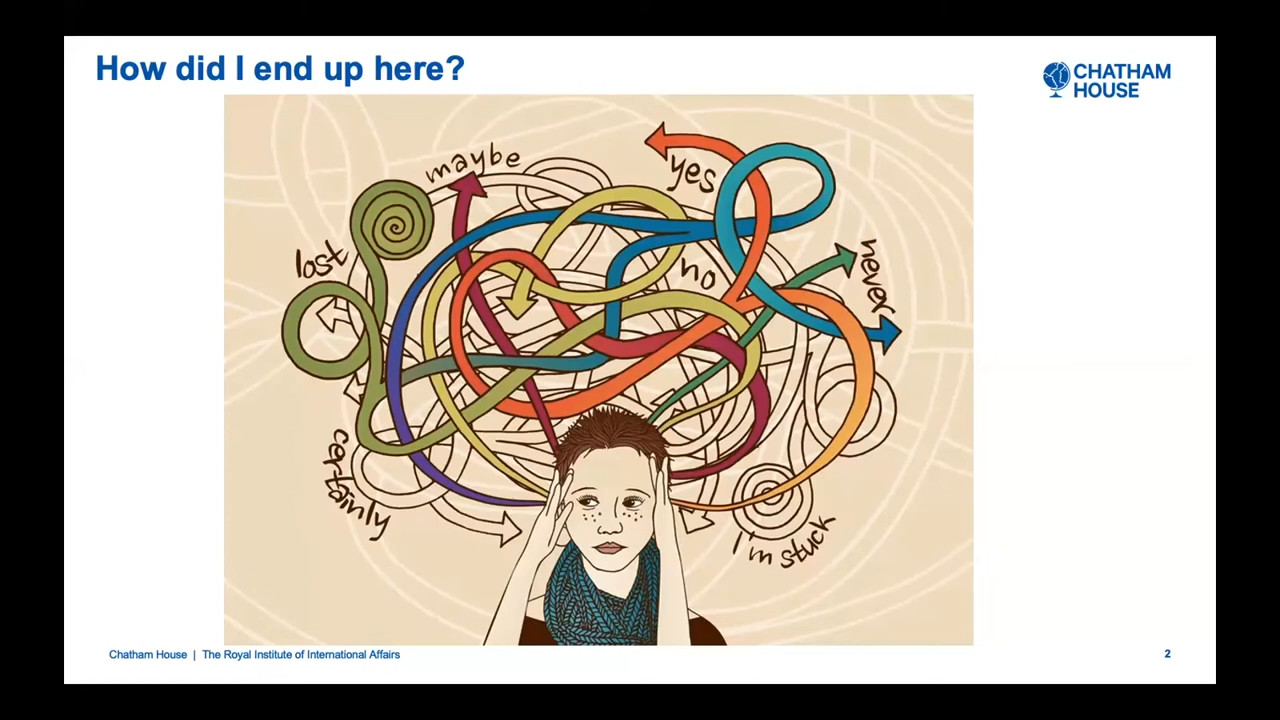 How did I end up here?
CHATHAM
HOUSE
maybe
yes
lost
no
never
certainly
I'm stuck
Chatham House | The Royal Institute of International Affairs
2